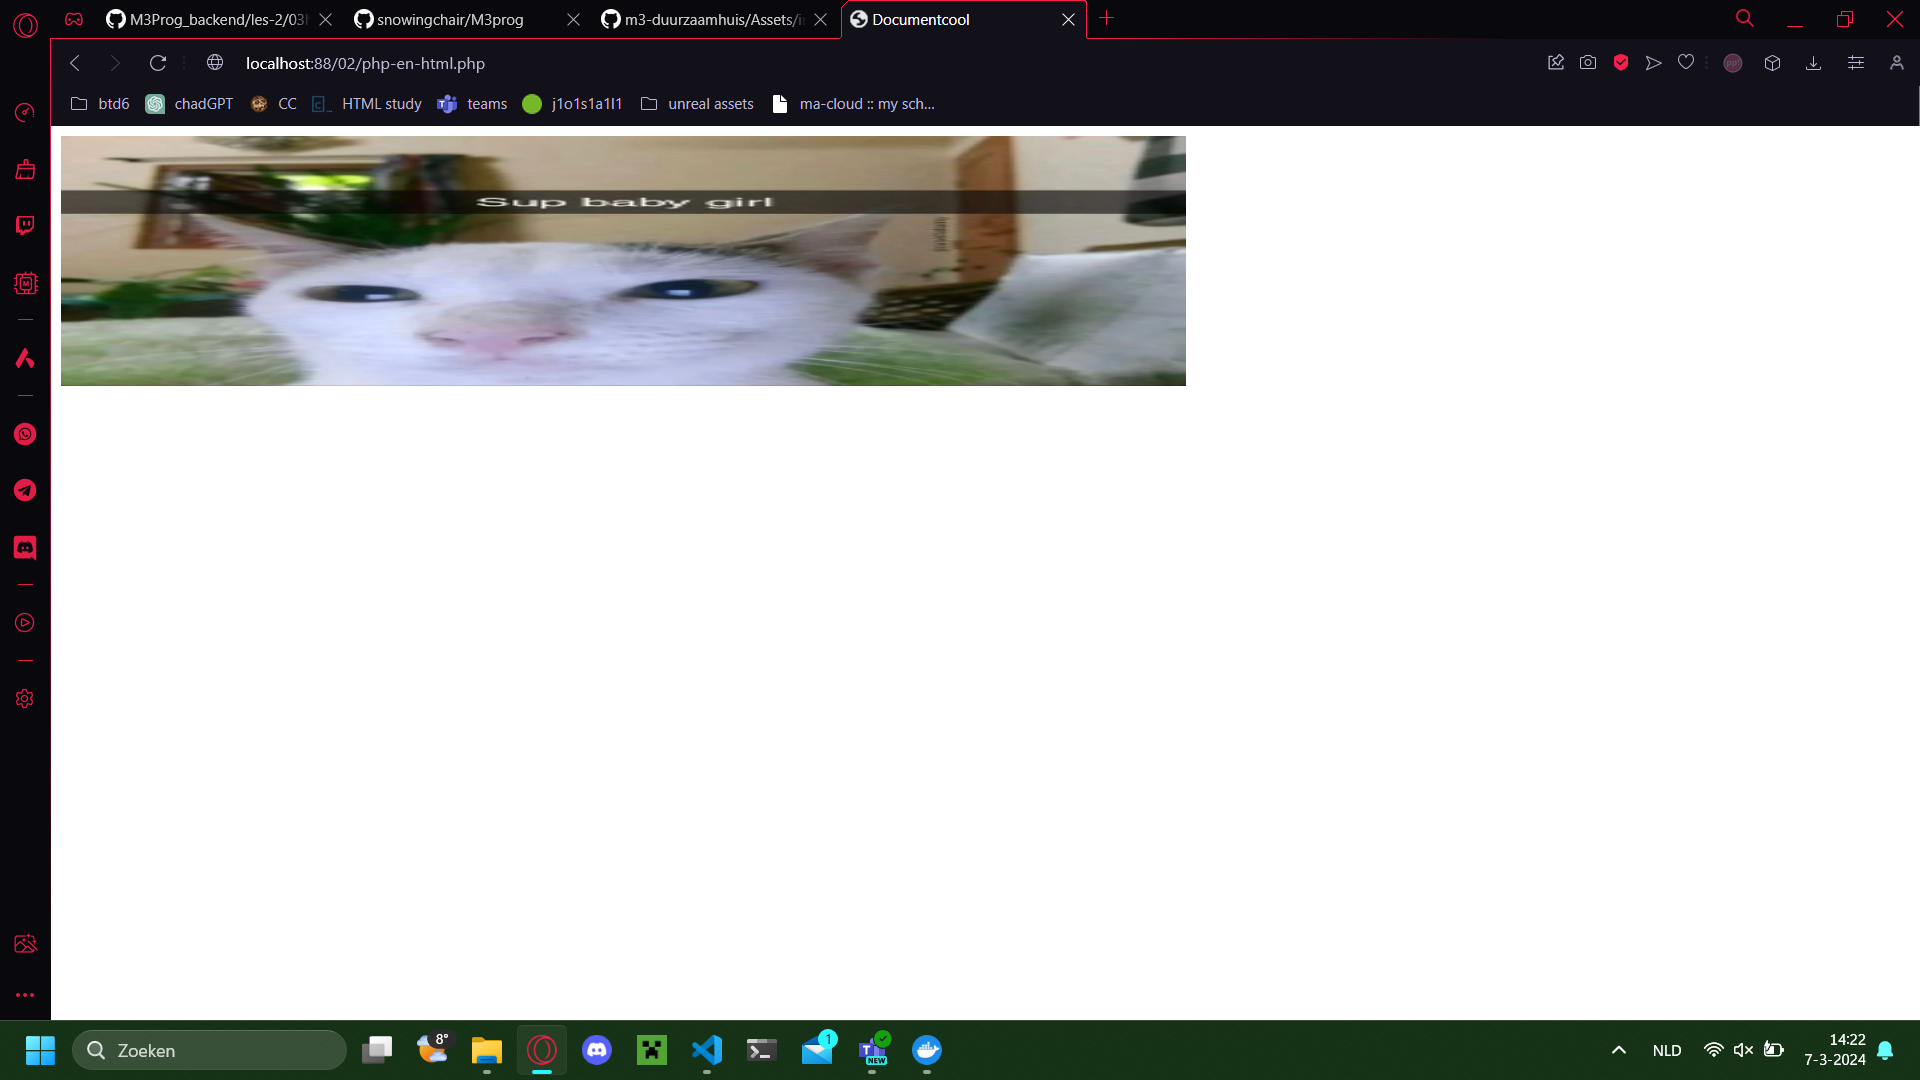 M3Prog_backend/les-2/03h
snowingchair/M3prog
m3-duurzaamhuis/Assets/i
Documentcool
localhost:88/02/php-en-html.php
btd6
chadGPT
CC
HTML study
teams
j1o1s1a1l1
unreal assets
ma-cloud :: my sch...
Sup baby girl
8°
Zoeken
1
NEW
NLD
14:22
7-3-2024